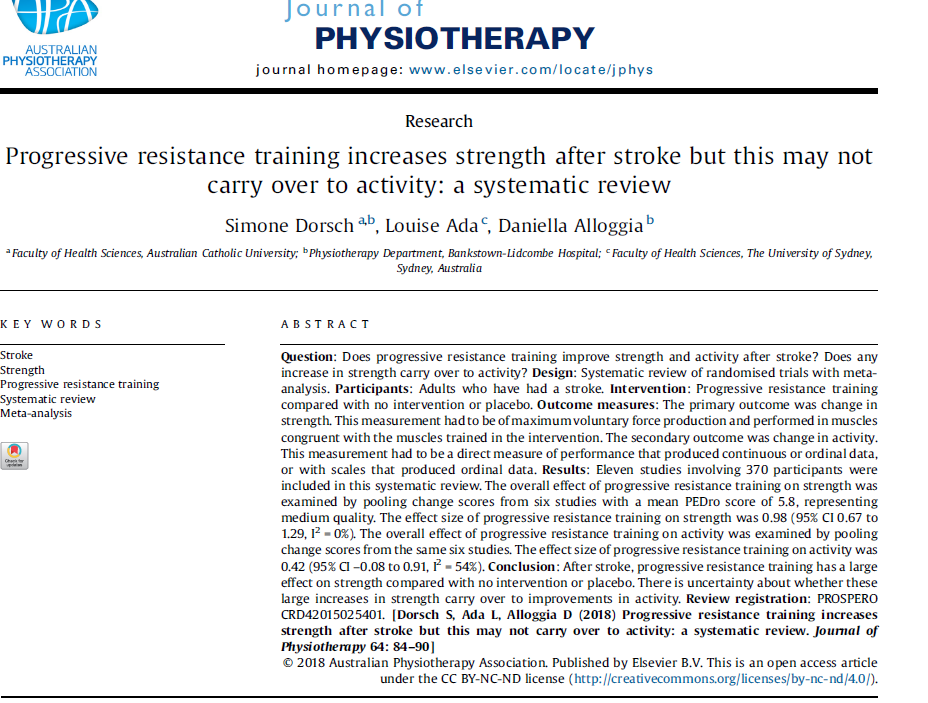 Journal of
AUSTRALIAN
PHYSIOTHERAPY
ASSOCIATION
PHYSIOTHERAPY
journal homepage: www.elsevier.com/locate/jphys
Research
Progressive resistance training increases strength after stroke but this may not
carry over to activity: a systematic review
Simone Dorsch a,b, Louise Ada c, Daniella Alloggia b
a Faculty of Health Sciences, Australian Catholic University; b Physiotherapy Department, Bankstown-Lidcombe Hospital; c Faculty of Health Sciences, The University of Sydney,
Sydney, Australia
KEY WORDS
Stroke
Strength
Progressive resistance training
Systematic review
Meta-analysis
Check for
updates
ABSTRACT
Question: Does progressive resistance training improve strength and activity after stroke? Does any
increase in strength carry over to activity? Design: Systematic review of randomised trials with meta-
analysis. Participants: Adults who have had a stroke. Intervention: Progressive resistance training
compared with no intervention or placebo. Outcome measures: The primary outcome was change in
strength. This measurement had to be of maximum voluntary force production and performed in muscles
congruent with the muscles trained in the intervention. The secondary outcome was change in activity.
This measurement had to be a direct measure of performance that produced continuous or ordinal data,
or with scales that produced ordinal data. Results: Eleven studies involving 370 participants were
included in this systematic review. The overall effect of progressive resistance training on strength was
examined by pooling change scores from six studies with a mean PEDro score of 5.8, representing
medium quality. The effect size of progressive resistance training on strength was 0.98 (95% CI 0.67 to
1.29, I² = 0%). The overall effect of progressive resistance training on activity was examined by pooling
change scores from the same six studies. The effect size of progressive resistance training on activity was
0.42 (95% CI –0.08 to 0.91, I² = 54%). Conclusion: After stroke, progressive resistance training has a large
effect on strength compared with no intervention or placebo. There is uncertainty about whether these
large increases in strength carry over to improvements in activity. Review registration: PROSPERO
CRD42015025401. [Dorsch S, Ada L, Alloggia D (2018) Progressive resistance training increases
strength after stroke but this may not carry over to activity: a systematic review. Journal of
Physiotherapy 64: 84–90]
© 2018 Australian Physiotherapy Association. Published by Elsevier B.V. This is an open access article
under the CC BY-NC-ND license (http://creativecommons.org/licenses/by-nc-nd/4.0/).